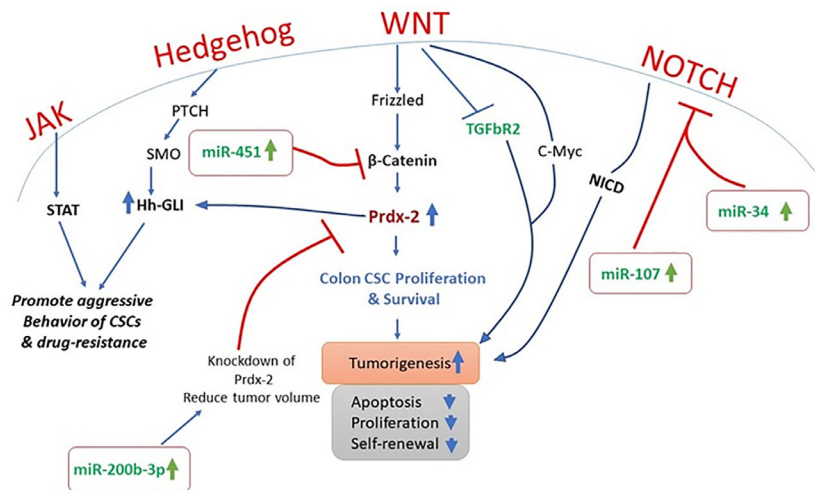 Hedgehog
WNT
NOTCH
JAK
PTCH
Frizzled
TGFbR2
C-Myc
SMO
miR-451
β-Catenin
NICD
STAT
Hh-GLI
Prdx-2
miR-34
miR-107
Colon CSC Proliferation
& Survival
Promote aggressive
Behavior of CSCs
& drug-resistance
Knockdown of
Prdx-2
Reduce tumor volume
Tumorigenesis
Apoptosis
Proliferation
Self-renewal
miR-200b-3p